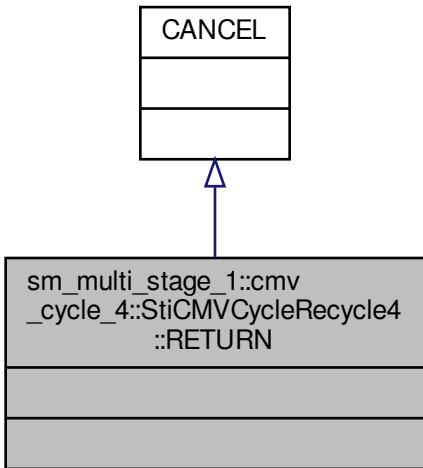 CANCEL
sm_multi_stage_1::cmv
_cycle_4::StiCMVCycleRecycle4
::RETURN